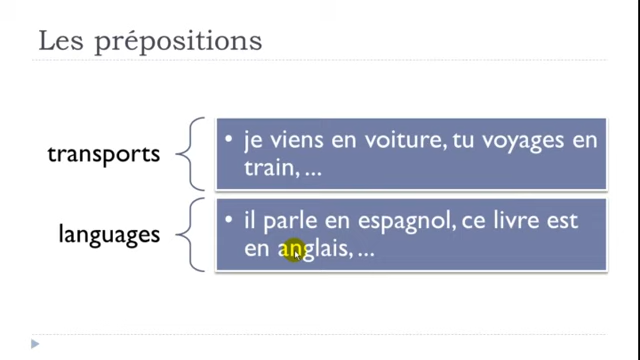 Les prépositions
transports
• je viens en voiture, tu voyages en
train, ...
languages
• il parle en espagnol, ce livre est
en anglais, ...